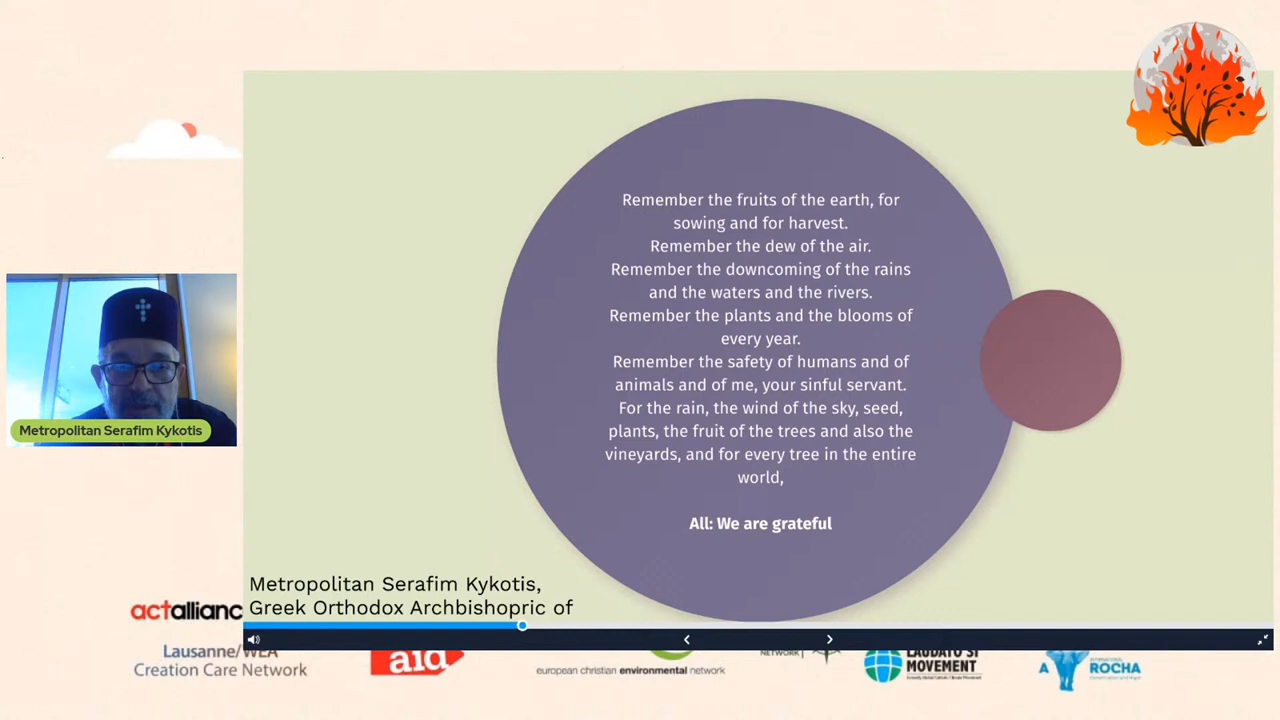 Remember the fruits of the earth, for
sowing and for harvest.
Remember the dew of the air.
Remember the downcoming of the rains
and the waters and the rivers.
Remember the plants and the blooms of
every year.
Remember the safety of humans and of
animals and of me, your sinful servant.
For the rain, the wind of the sky, seed,
plants, the fruit of the trees and also the
vineyards, and for every tree in the entire
world,
All: We are grateful
Metropolitan Serafim Kykotis
Metropolitan Serafim Kykotis,
Greek Orthodox Archbishopric of
actallianc
Lausanne/WEA
Creation Care Network
aid
european christian environmental network
NETWORK
LAUDATO SI'
MOVEMENT
A
ROCHA